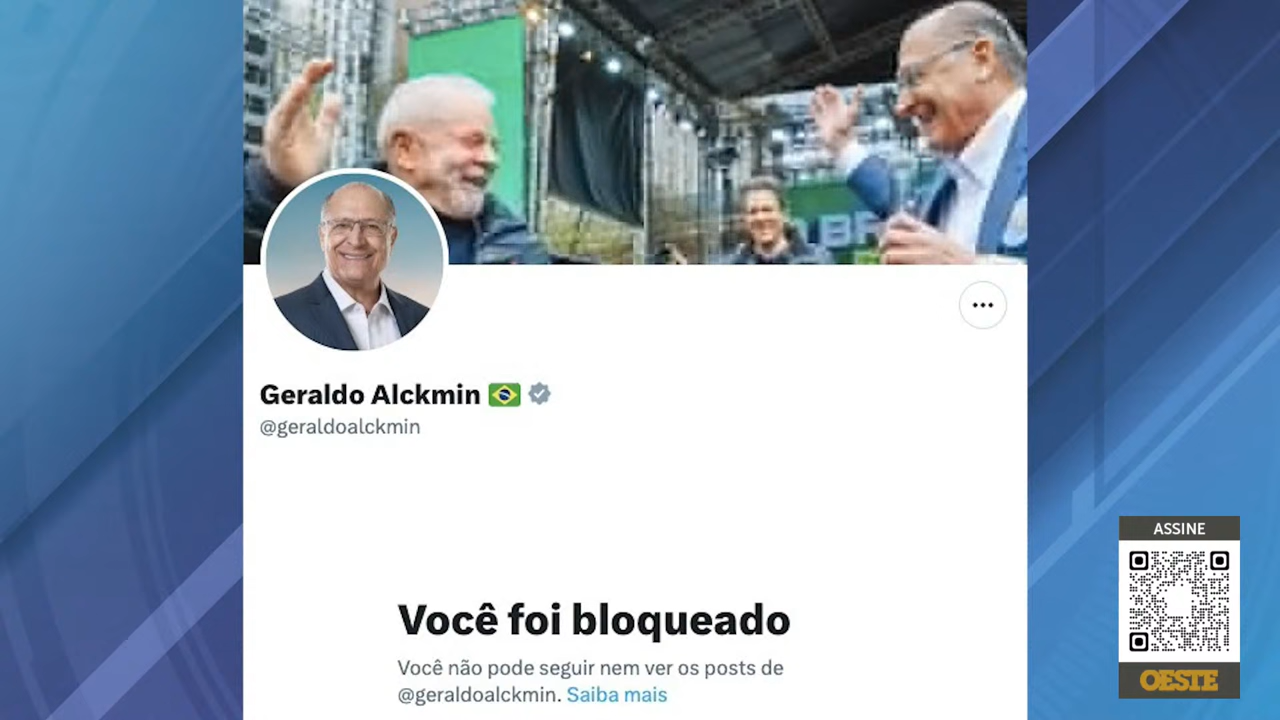 BR
Geraldo Alckmin
@geraldoalckmin
Você foi bloqueado
Você não pode seguir nem ver os posts de
@geraldoalckmin. Saiba mais
ASSINE
OESTE